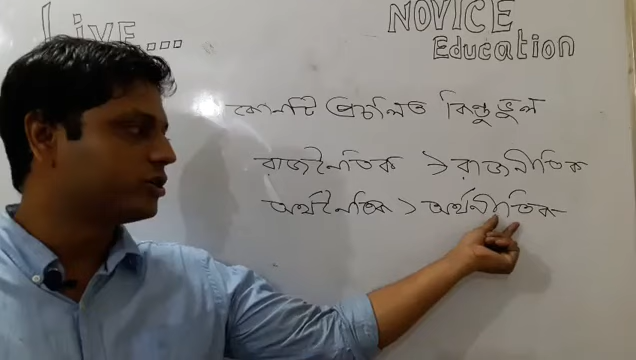 Live...
NOVICE
Education
কোনটি প্রচলিত কিন্তু ভুল
রাজনৈতিক > রাজনীতিক
অর্থনৈতিক > অর্থনীতিক